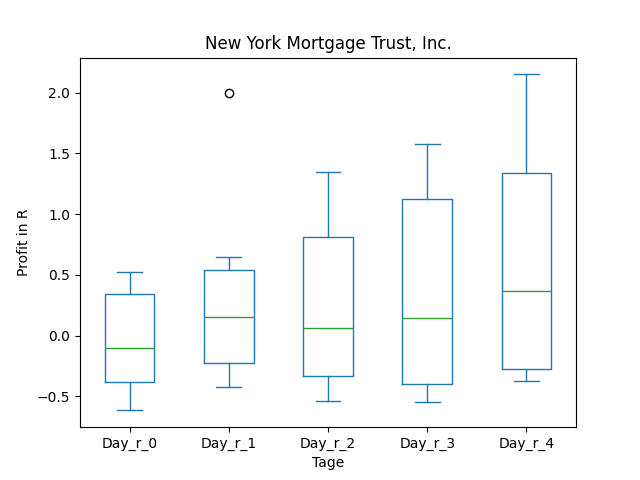 New York Mortgage Trust, Inc.
Profit in R
2.0
1.5
1.0
0.5
0.0
−0.5
Day_r_0 Day_r_1 Day_r_2 Day_r_3 Day_r_4
Tage